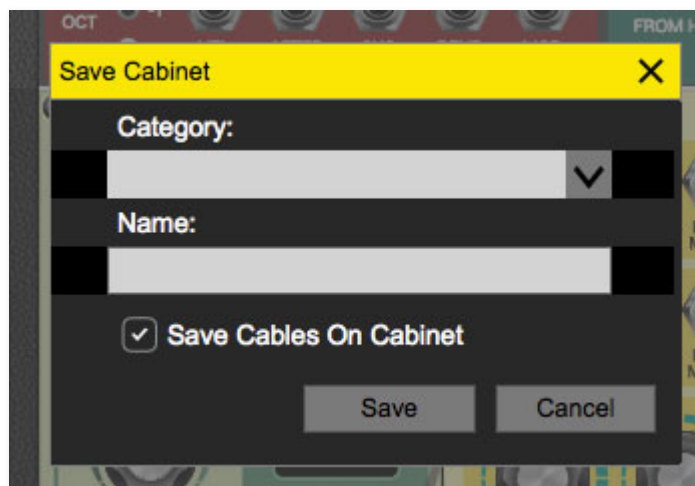 OCT
FROM
Save Cabinet
Category:
Name:
Save Cables On Cabinet
Save
Cancel